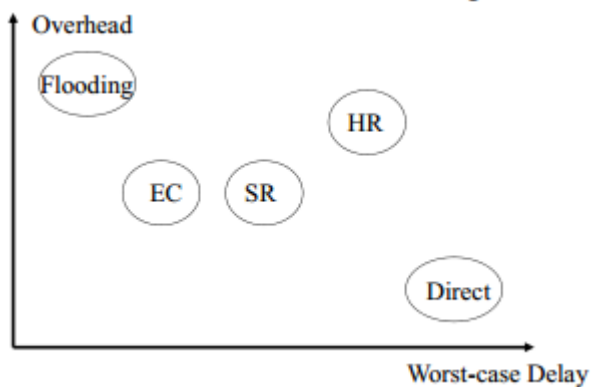 Overhead
Flooding
HR
EC
SR
Direct
Worst-case Delay